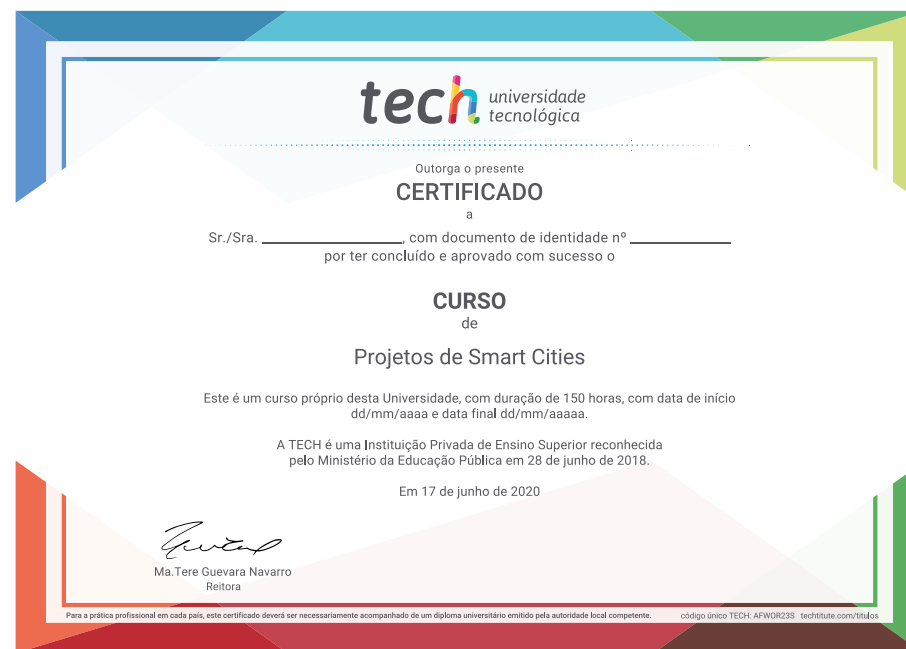 tech universidade
tecnológica
Outorga o presente
CERTIFICADO
a
Sr./Sra. ____________, com documento de identidade nº ____________
por ter concluído e aprovado com sucesso o
CURSO
de
Projetos de Smart Cities
Este é um curso próprio desta Universidade, com duração de 150 horas, com data de início
dd/mm/aaaa e data final dd/mm/aaaaa.
A TECH é uma Instituição Privada de Ensino Superior reconhecida
pelo Ministério da Educação Pública em 28 de junho de 2018.
Em 17 de junho de 2020
Ma.Tere Guevara Navarro
Reitora
Para a prática profissional em cada país, este certificado deverá ser necessariamente acompanhado de um diploma universitário emitido pela autoridade local competente. código único TECH: AFWOR23S techtitute.com/titulos